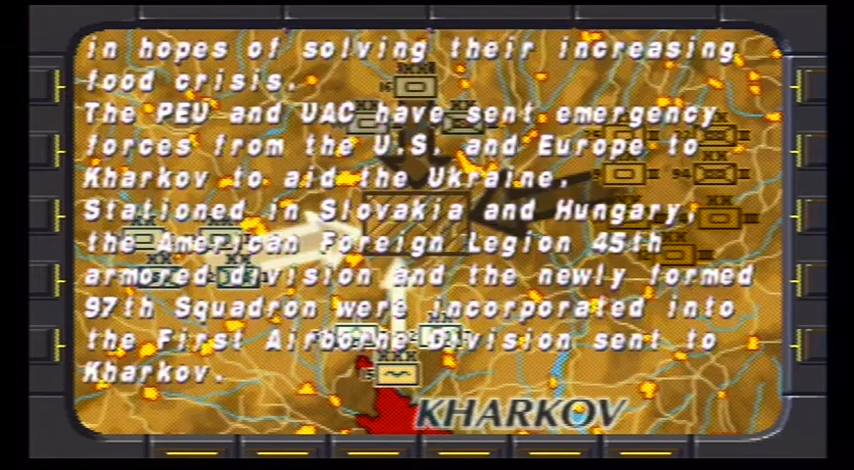 in hopes of solving their increasing
food crisis.
The PEU and UAC have sent emergency
forces from the U.S. and Europe to
Kharkov to aid the Ukraine.
Stationed in Slovakia and Hungary,
the American Foreign Legion 45th
armored division and the newly formed
97th Squadron were incorporated into
the First Airborne Division sent to
Kharkov.
KHARKOV